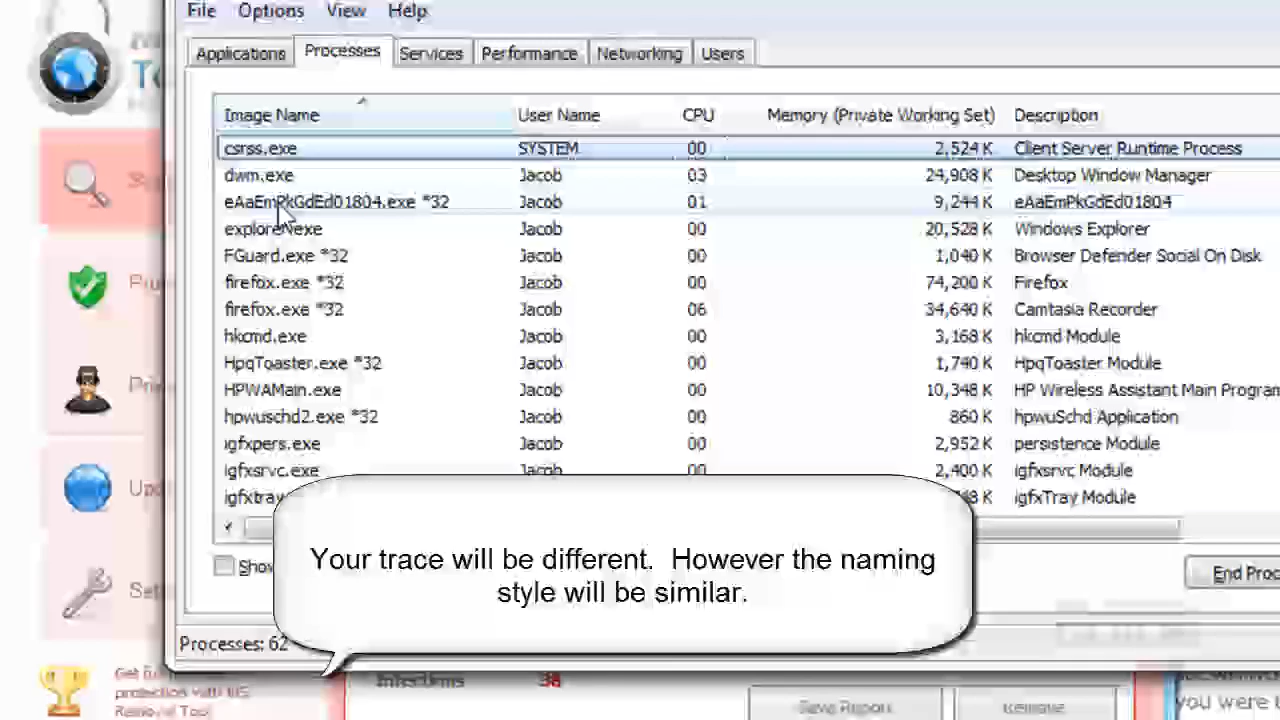 File Options View Help
Applications Processes Services Performance Networking Users
Image Name User Name CPU Memory (Private Working Set) Description
csrss.exe SYSTEM 00 2,524 K Client Server Runtime Process
dwm.exe Jacob 03 24,908 K Desktop Window Manager
eAaEmPkGdEd01804.exe *32 Jacob 01 9,244 K eAaEmPkGdEd01804
explorer.exe Jacob 00 20,528 K Windows Explorer
FGuard.exe *32 Jacob 00 1,040 K Browser Defender Social On Disk
firefox.exe *32 Jacob 00 74,200 K Firefox
firefox.exe *32 Jacob 06 34,640 K Camtasia Recorder
hkcmd.exe Jacob 00 3,168 K hkcmd Module
HpqToaster.exe *32 Jacob 00 1,740 K HpqToaster Module
HPWAMain.exe Jacob 00 10,348 K HP Wireless Assistant Main Program
hpwuschd2.exe *32 Jacob 00 860 K hpwuSchd Application
igfxpers.exe Jacob 00 2,952 K persistence Module
igfxsrvc.exe Jacob 00 2,400 K igfxsrvc Module
igfxtray K igfxTray Module
Show
End Proc
Your trace will be different. However the naming
style will be similar.
Processes: 62
Get full
protection with
Removal Tool
Infections 38
Save Report Remove
you were